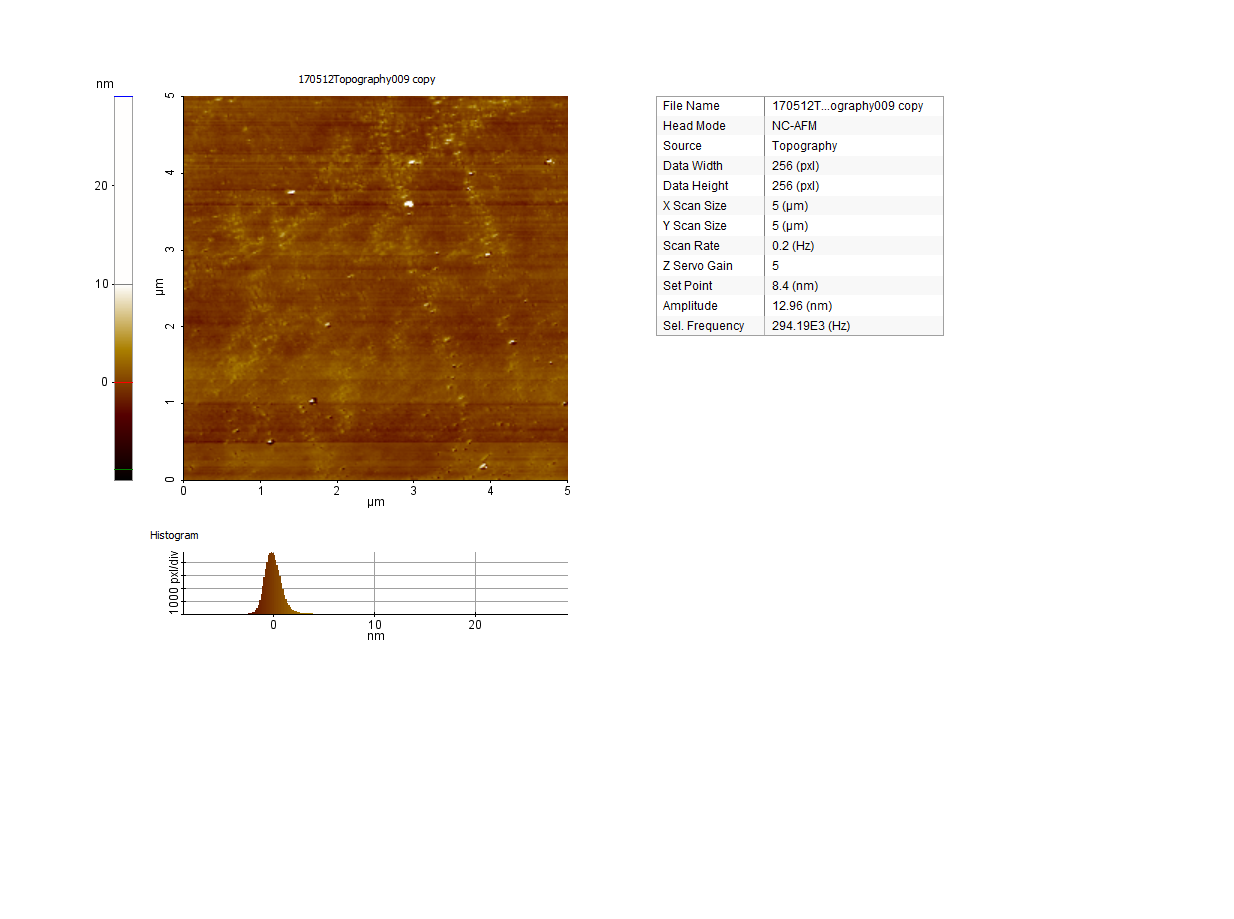 170512Topography009 copy
nm
20
10
0
5
4
3
2
1
0
µm
0
1
2
3
4
5
µm
File Name 170512T...ography009 copy
Head Mode NC-AFM
Source Topography
Data Width 256 (pxl)
Data Height 256 (pxl)
X Scan Size 5 (µm)
Y Scan Size 5 (µm)
Scan Rate 0.2 (Hz)
Z Servo Gain 5
Set Point 8.4 (nm)
Amplitude 12.96 (nm)
Sel. Frequency 294.19E3 (Hz)
Histogram
1000 pxl/div
0
10
20
nm